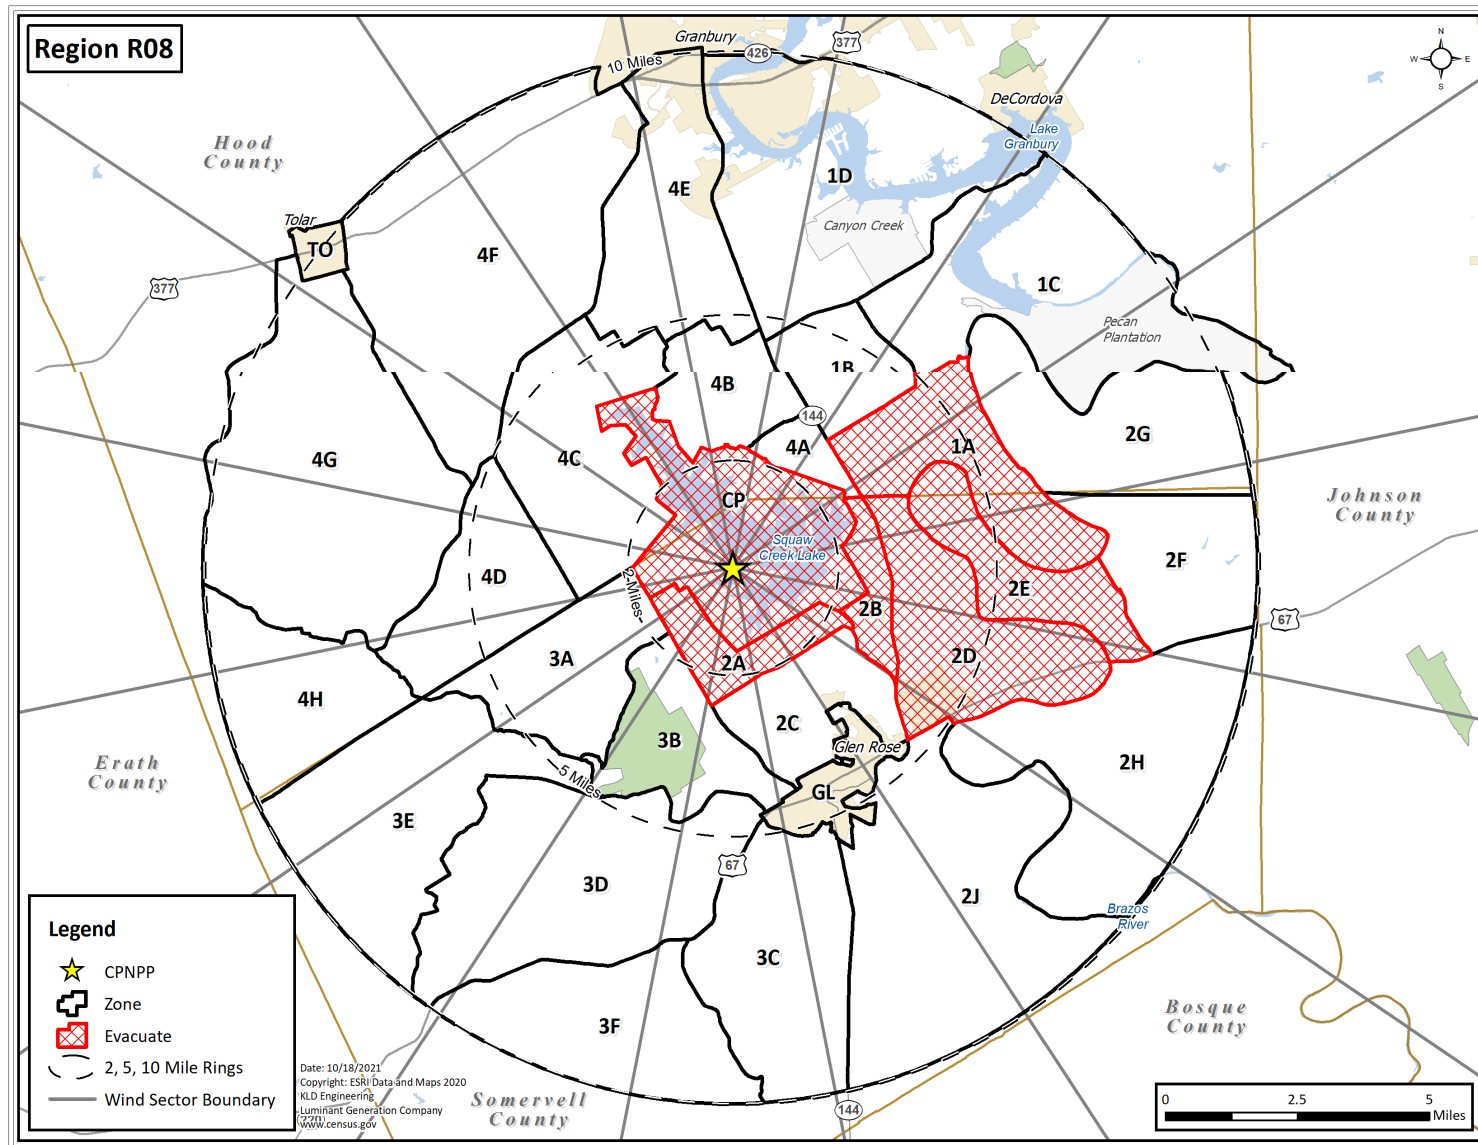 Region R08
Granbury
426
377
10 Miles
N
W
E
S
DeCordova
Lake
Granbury
Hood
County
4E
1D
Tolar
TO
Canyon Creek
4F
377
1C
Pecan
Plantation
1B
4B
144
4A
1A
2G
4G
4C
CP
Johnson
County
Squaw
Creek Lake
2F
4D
2 Miles
2E
2B
67
3A
2A
2D
4H
2C
3B
Glen Rose
Erath
County
5 Miles
2H
GL
3E
67
3D
2J
Brazos
River
3C
Bosque
County
3F
Legend
CPNPP
Zone
Evacuate
2, 5, 10 Mile Rings
Wind Sector Boundary
Date: 10/18/2021
Copyright: ESRI Data and Maps 2020
KLD Engineering
Luminant Generation Company
www.census.gov
Somervell
County
144
0
2.5
5
Miles